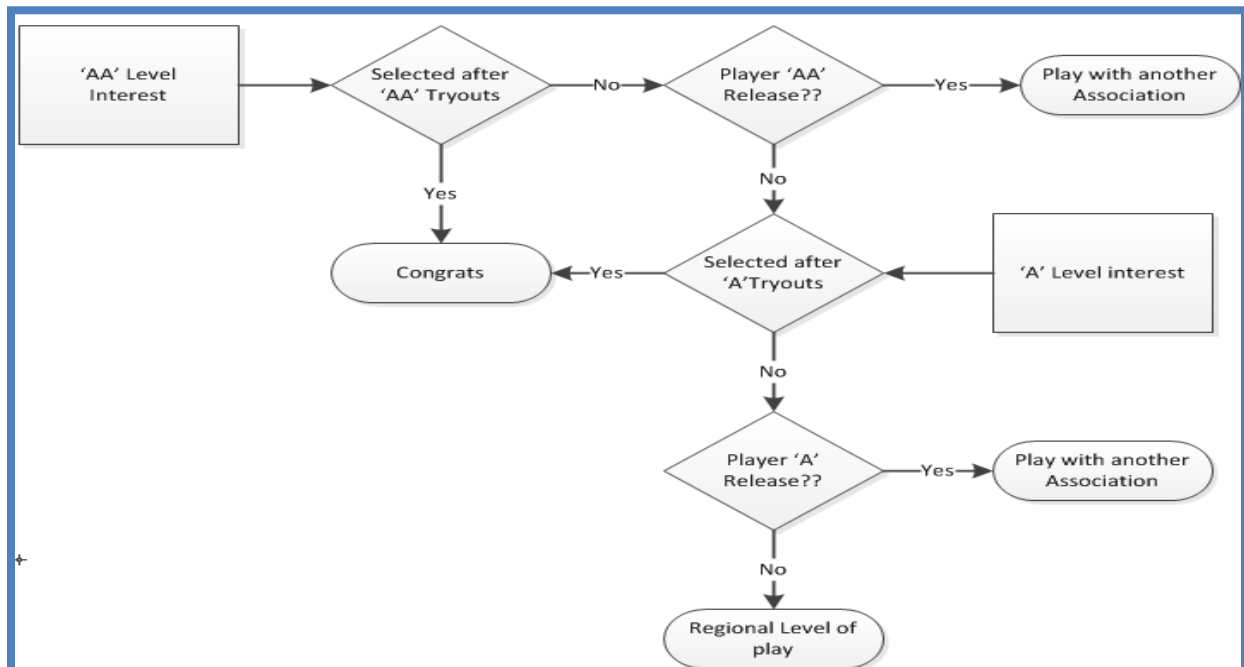 ‘AA’ Level
Interest
Selected after
‘AA’ Tryouts
No
Player ‘AA’
Release??
Yes
Play with another
Association
Yes
No
Congrats
Yes
Selected after
‘A’Tryouts
‘A’ Level interest
No
Player ‘A’
Release??
Yes
Play with another
Association
No
Regional Level of
play